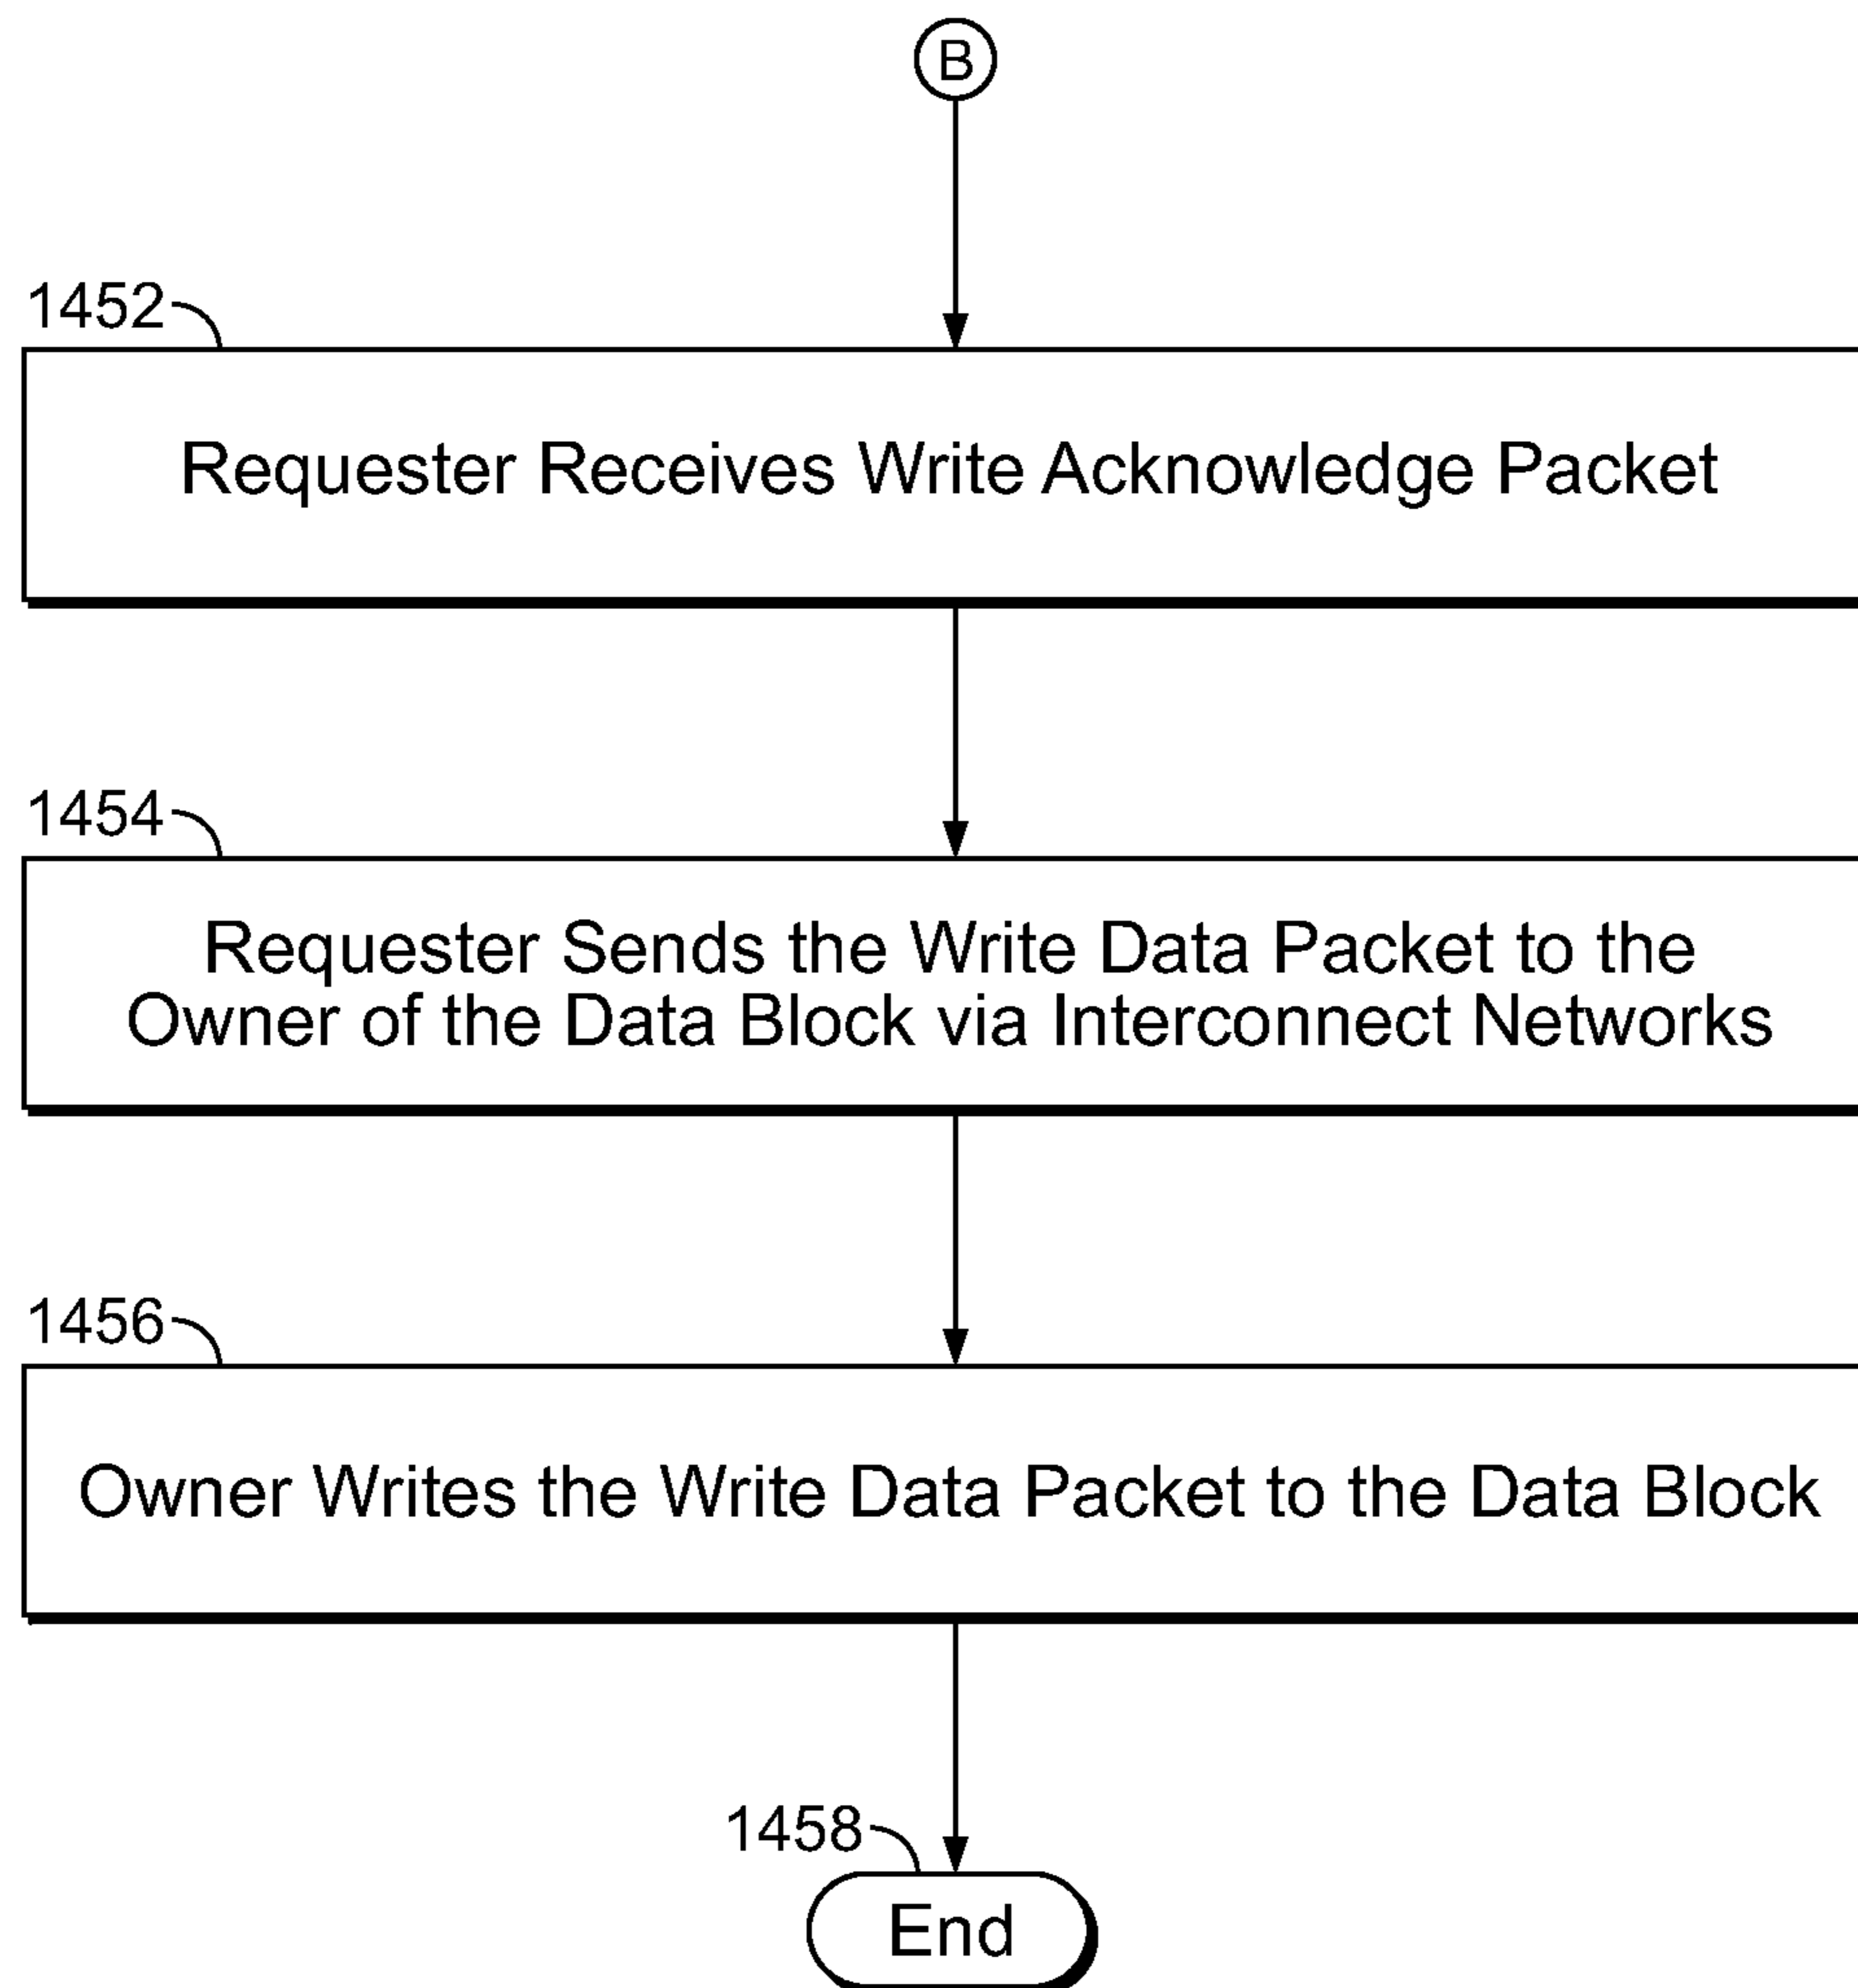 B
1452
Requester Receives Write Acknowledge Packet
1454
Requester Sends the Write Data Packet to the
Owner of the Data Block via Interconnect Networks
1456
Owner Writes the Write Data Packet to the Data Block
1458
End